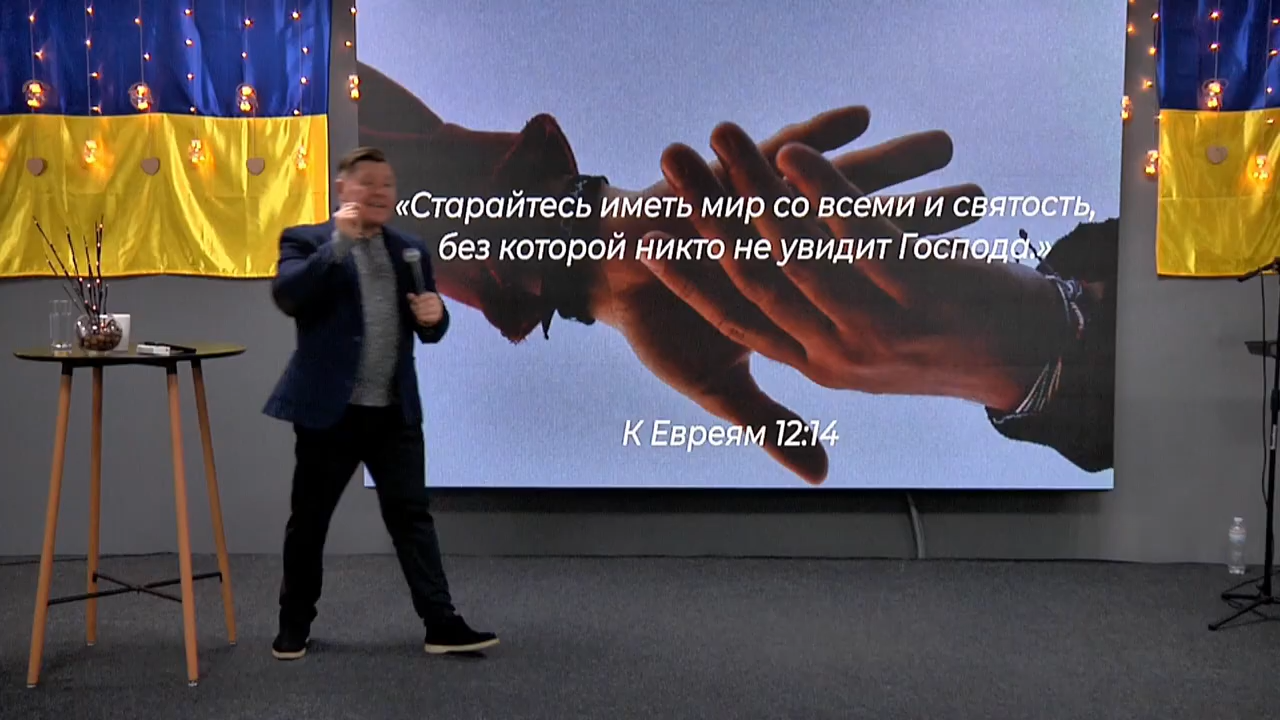 «Старайтесь иметь мир со всеми и святость,
без которой никто не увидит Господа.»
К Евреям 12:14